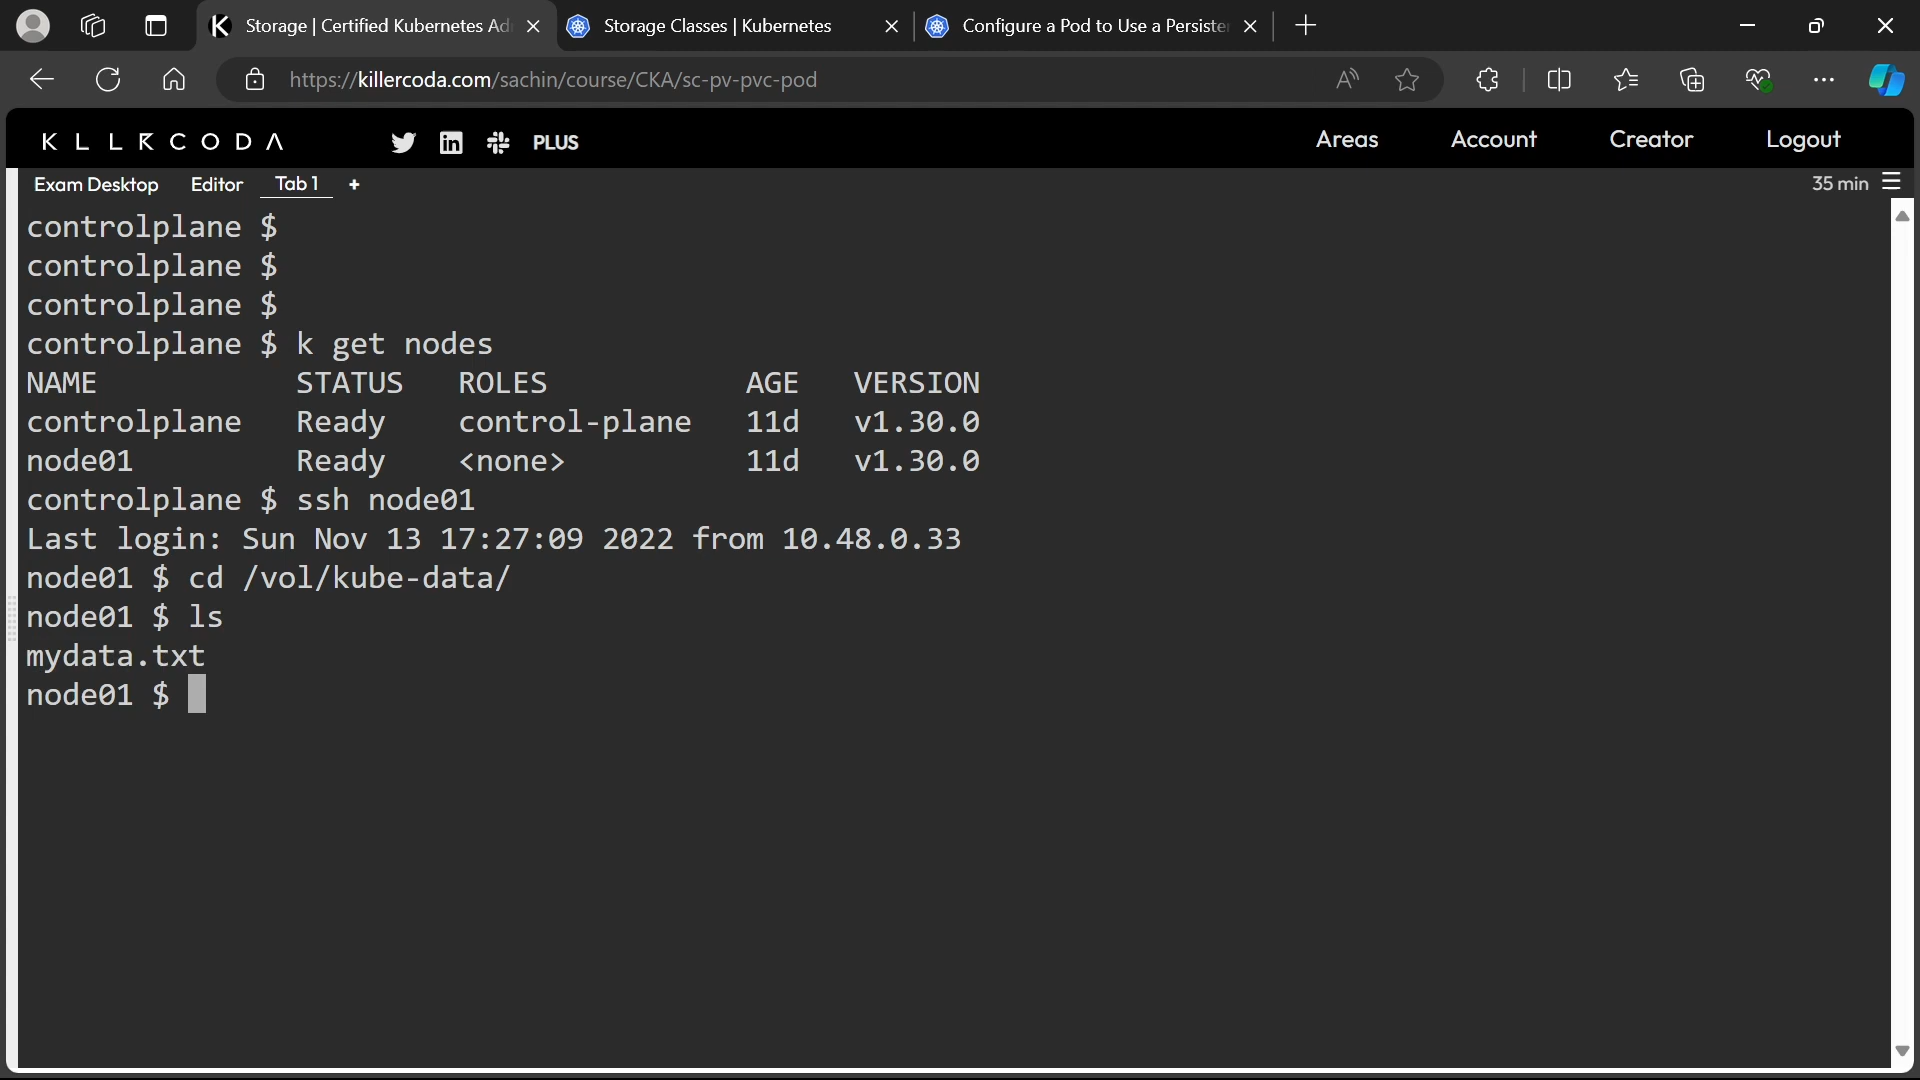 Storage | Certified Kubernetes Ad
Storage Classes | Kubernetes
Configure a Pod to Use a Persiste
https://killercoda.com/sachin/course/CKA/sc-pv-pvc-pod
KLLRCODA
PLUS
Areas
Account
Creator
Logout
Exam Desktop
Editor
Tab 1
+
35 min
controlplane $
controlplane $
controlplane $
controlplane $ k get nodes
NAME STATUS ROLES AGE VERSION
controlplane Ready control-plane 11d v1.30.0
node01 Ready <none> 11d v1.30.0
controlplane $ ssh node01
Last login: Sun Nov 13 17:27:09 2022 from 10.48.0.33
node01 $ cd /vol/kube-data/
node01 $ ls
mydata.txt
node01 $